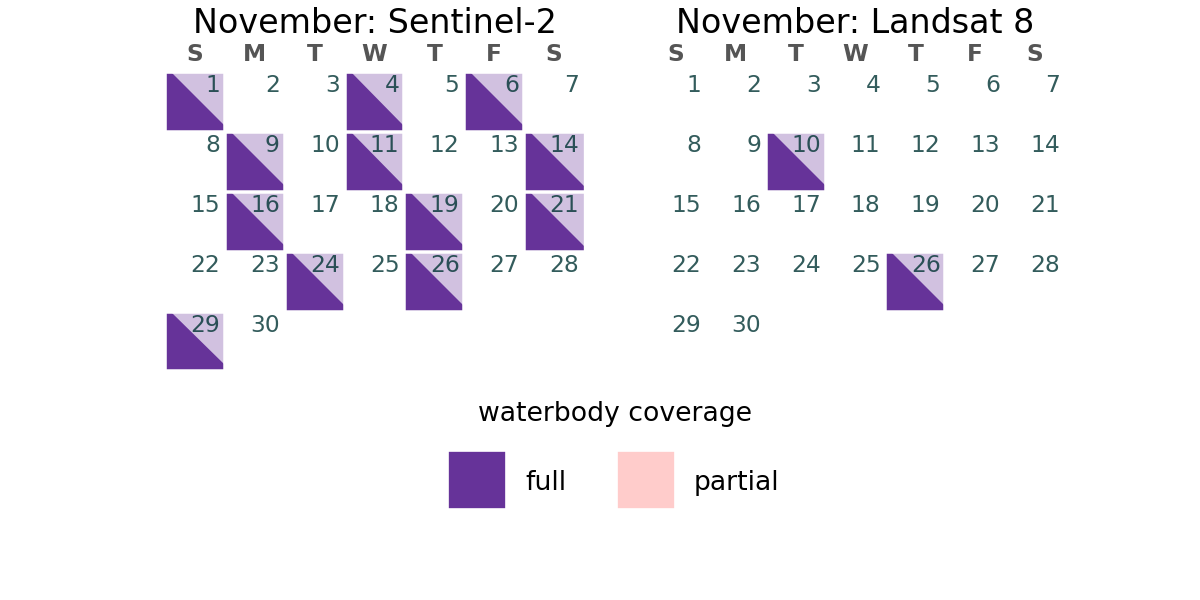 November: Sentinel-2
S M T W T F S
1 2 3 4 5 6 7
8 9 10 11 12 13 14
15 16 17 18 19 20 21
22 23 24 25 26 27 28
29 30
November: Landsat 8
S M T W T F S
1 2 3 4 5 6 7
8 9 10 11 12 13 14
15 16 17 18 19 20 21
22 23 24 25 26 27 28
29 30
waterbody coverage
full partial